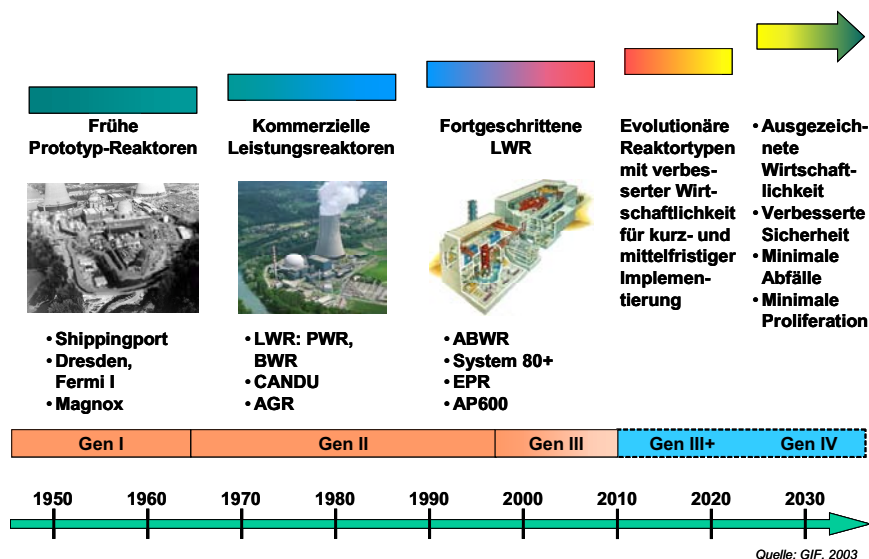 Frühe
Prototyp-Reaktoren
Kommerzielle
Leistungsreaktoren
Fortgeschrittene
LWR
Evolutionäre
Reaktortypen
mit verbes-
serter Wirt-
schaftlichkeit
für kurz- und
mittelfristiger
Implemen-
tierung
• Ausgezeich-
nete
Wirtschaft-
lichkeit
• Verbesserte
Sicherheit
• Minimale
Abfälle
• Minimale
Proliferation
• Shippingport
• Dresden,
Fermi I
• Magnox
• LWR: PWR,
BWR
• CANDU
• AGR
• ABWR
• System 80+
• EPR
• AP600
Gen I Gen II Gen III Gen III+ Gen IV
1950 1960 1970 1980 1990 2000 2010 2020 2030
Quelle: GIF, 2003